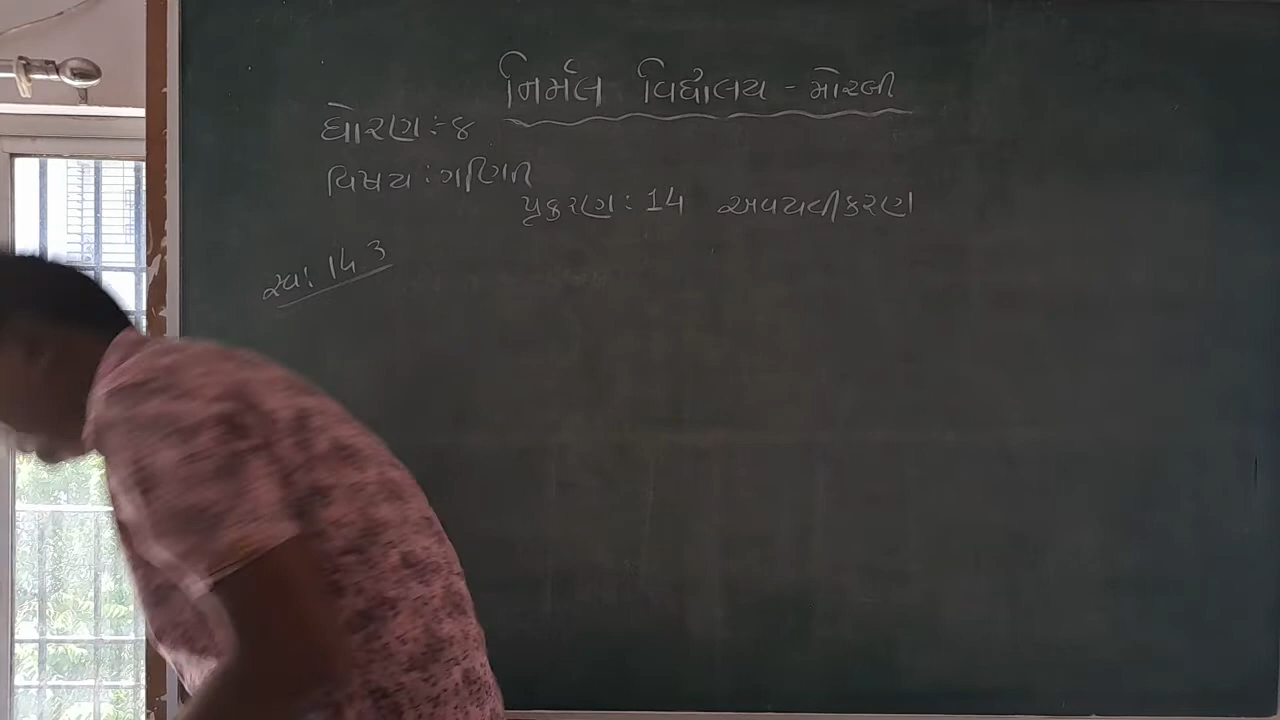 નિર્મલ વિદ્યાલય - મોરબી
ધોરણ:- ૪
વિષય : ગણિત
પ્રકરણ : 14 અવયવીકરણ
સ્વા: 14 3